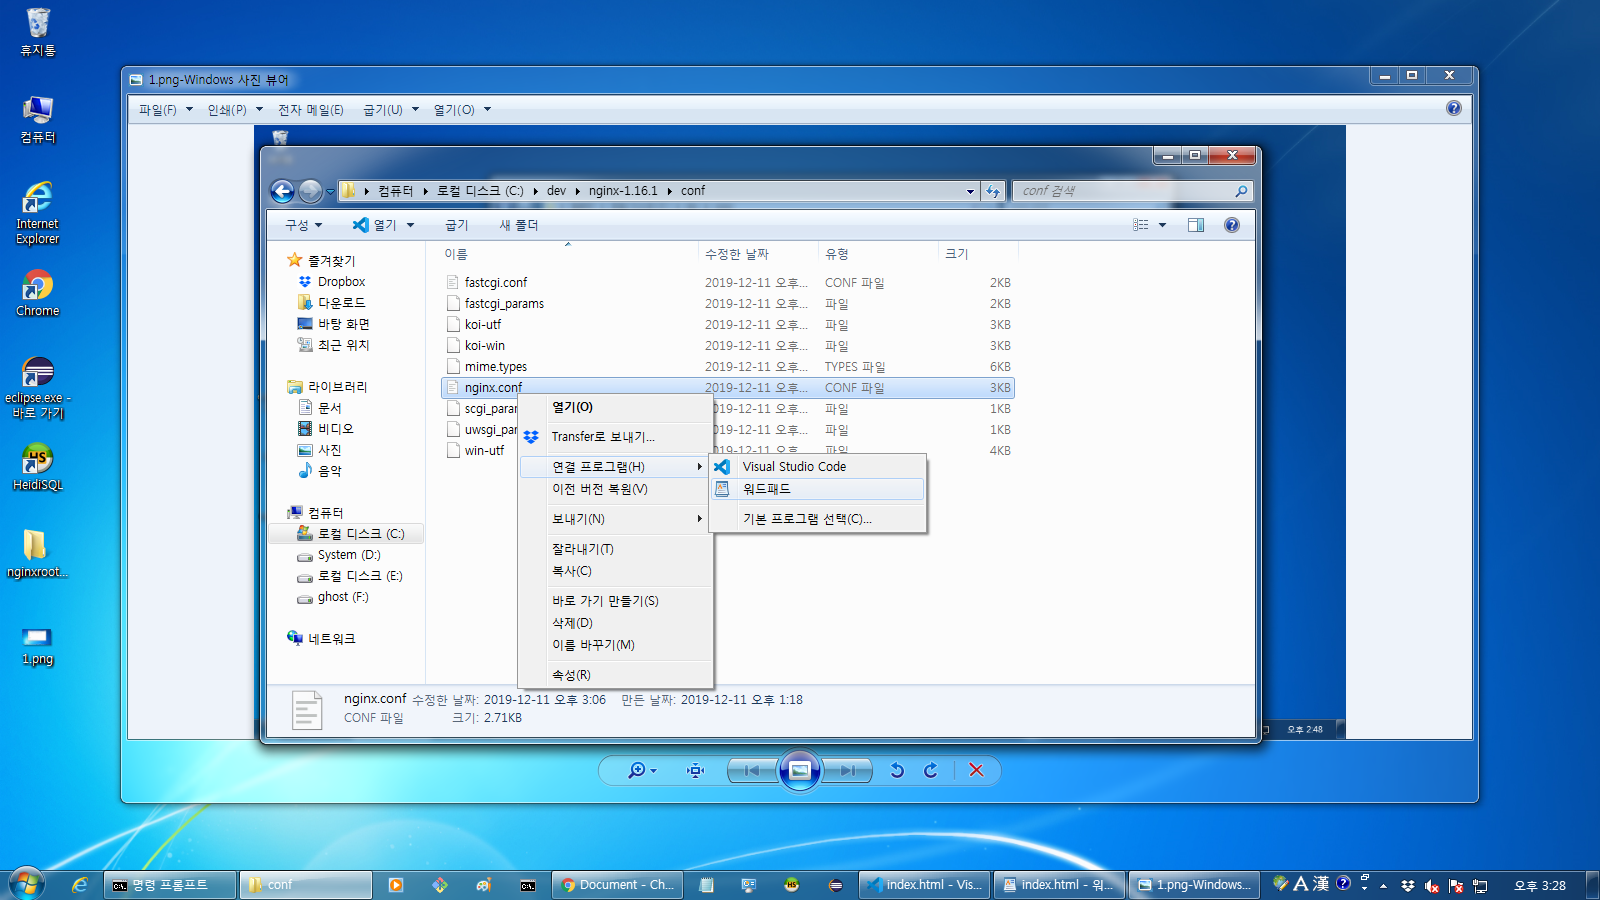 휴지통
컴퓨터
Internet
Explorer
Chrome
eclipse.exe -
바로 가기
HeidiSQL
nginxroot...
1.png
1.png-Windows 사진 뷰어
파일(F) 인쇄(P) 전자 메일(E) 굽기(U) 열기(O)
컴퓨터 로컬 디스크 (C:) dev nginx-1.16.1 conf
conf 검색
구성 열기 굽기 새 폴더
즐겨찾기
Dropbox
다운로드
바탕 화면
최근 위치
라이브러리
문서
비디오
사진
음악
컴퓨터
로컬 디스크 (C:)
System (D:)
로컬 디스크 (E:)
ghost (F:)
네트워크
이름 수정한 날짜 유형 크기
fastcgi.conf 2019-12-11 오후... CONF 파일 2KB
fastcgi_params 2019-12-11 오후... 파일 2KB
koi-utf 2019-12-11 오후... 파일 3KB
koi-win 2019-12-11 오후... 파일 3KB
mime.types 2019-12-11 오후... TYPES 파일 6KB
nginx.conf 2019-12-11 오후... CONF 파일 3KB
scgi_para 019-12-11 오후... 파일 1KB
uwsgi_pa 019-12-11 오후... 파일 1KB
win-utf 파일 4KB
열기(O)
Transfer로 보내기...
연결 프로그램(H)
이전 버전 복원(V)
보내기(N)
잘라내기(T)
복사(C)
바로 가기 만들기(S)
삭제(D)
이름 바꾸기(M)
속성(R)
Visual Studio Code
워드패드
기본 프로그램 선택(C)...
nginx.conf 수정한 날짜: 2019-12-11 오후 3:06 만든 날짜: 2019-12-11 오후 1:18
CONF 파일 크기: 2.71KB
오후 2:48
명령 프롬프트
conf
Document - Ch...
index.html - Vis...
index.html - 워...
1.png-Windows...
A 漢
오후 3:28